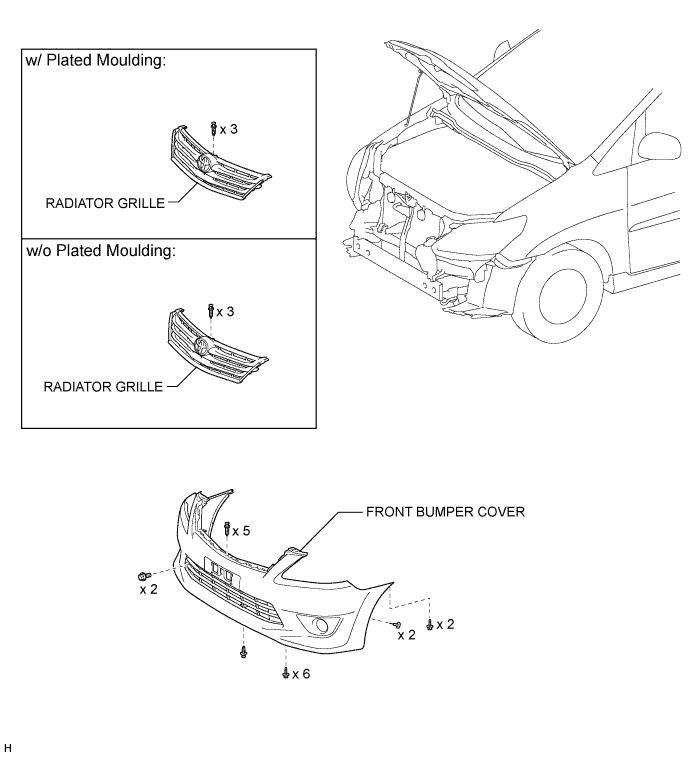 w/ Plated Moulding:
x 3
RADIATOR GRILLE
w/o Plated Moulding:
x 3
RADIATOR GRILLE
FRONT BUMPER COVER
x 5
x 2
x 2
x 2
x 6
H